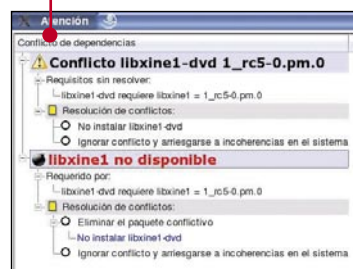 Atención
Conflicto de dependencias
Conflicto libxine1-dvd 1_rc5-0.pm.0
Requisitos sin resolver:
libxine1-dvd requiere libxine1 = 1_rc5-0.pm.0
Resolución de conflictos:
No instalar libxine1-dvd
Ignorar conflicto y arriesgarse a incoherencias en el sistema
libxine1 no disponible
Requerido por:
libxine1-dvd requiere libxine1 = 1_rc5-0.pm.0
Resolución de conflictos:
Eliminar el paquete conflictivo
No instalar libxine1-dvd
Ignorar conflicto y arriesgarse a incoherencias en el sistema